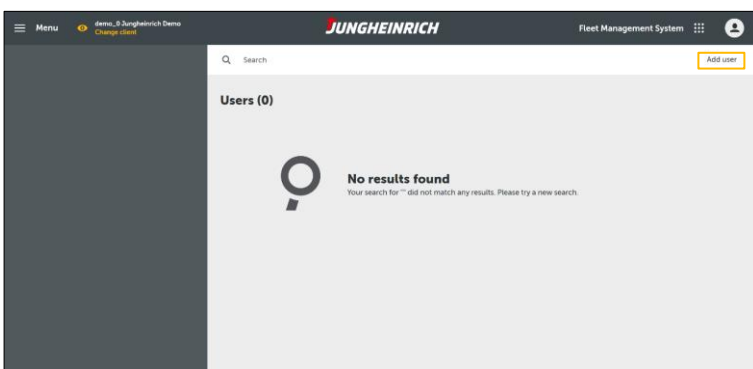 Menu
demo_0 Jungheinrich Demo
Change client
JUNGHEINRICH
Fleet Management System
Search
Add user
Users (0)
No results found
Your search for "" did not match any results. Please try a new search.